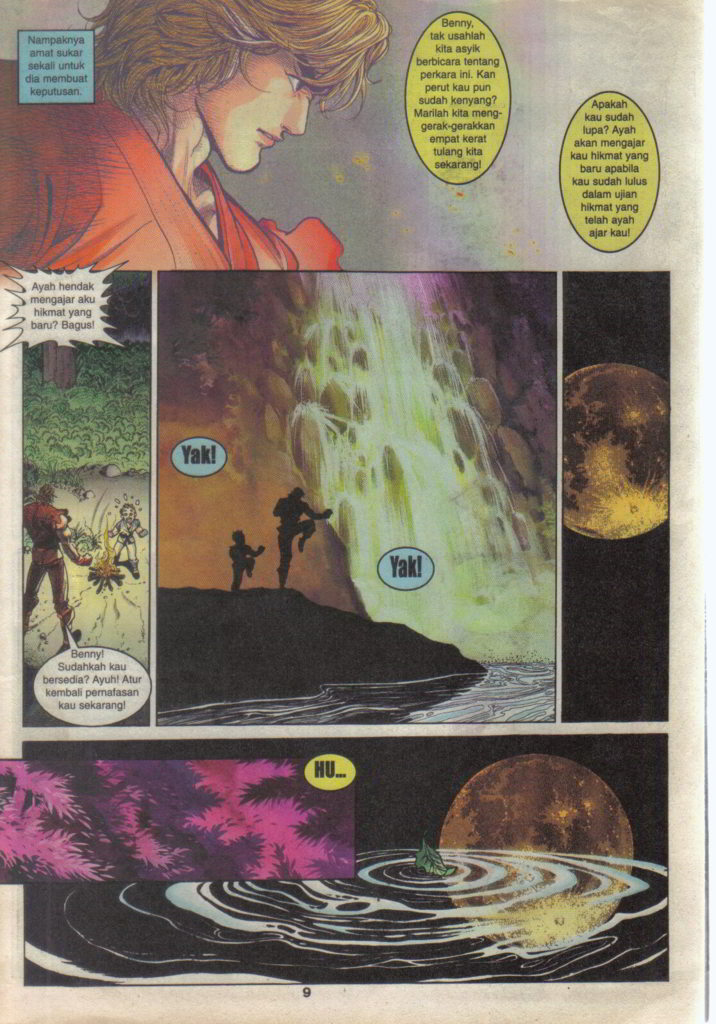 Nampaknya
amat sukar
sekali untuk
dia membuat
keputusan.
Benny,
tak usahlah
kita asyik
berbicara tentang
perkara ini. Kan
perut kau pun
sudah kenyang?
Marilah kita meng-
gerak-gerakkan
empat kerat
tulang kita
sekarang!
Apakah
kau sudah
lupa? Ayah
akan mengajar
kau hikmat yang
baru apabila
kau sudah lulus
dalam ujian
hikmat yang
telah ayah
ajar kau!
Ayah hendak
mengajar aku
hikmat yang
baru? Bagus!
Benny!
Sudahkah kau
bersedia? Ayuh! Atur
kembali pernafasan
kau sekarang!
Yak!
Yak!
HU...
9